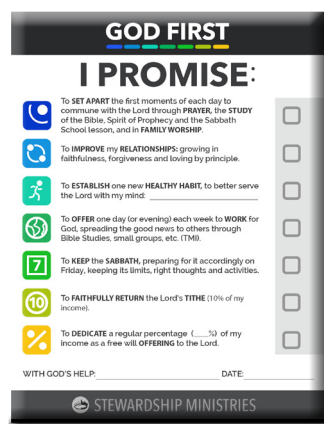 GOD FIRST
I PROMISE:
To SET APART the first moments of each day to
commune with the Lord through PRAYER, the STUDY
of the Bible, Spirit of Prophecy and the Sabbath
School lesson, and in FAMILY WORSHIP.
To IMPROVE my RELATIONSHIPS: growing in
faithfulness, forgiveness and loving by principle.
To ESTABLISH one new HEALTHY HABIT, to better serve
the Lord with my mind: ____________________
To OFFER one day (or evening) each week to WORK for
God, spreading the good news to others through
Bible Studies, small groups, etc. (TMI).
7
To KEEP the SABBATH, preparing for it accordingly on
Friday, keeping its limits, right thoughts and activities.
10
To FAITHFULLY RETURN the Lord's TITHE (10% of my
income).
%
To DEDICATE a regular percentage (____%) of my
income as a free will OFFERING to the Lord.
WITH GOD'S HELP:____________________ DATE:____________
STEWARDSHIP MINISTRIES